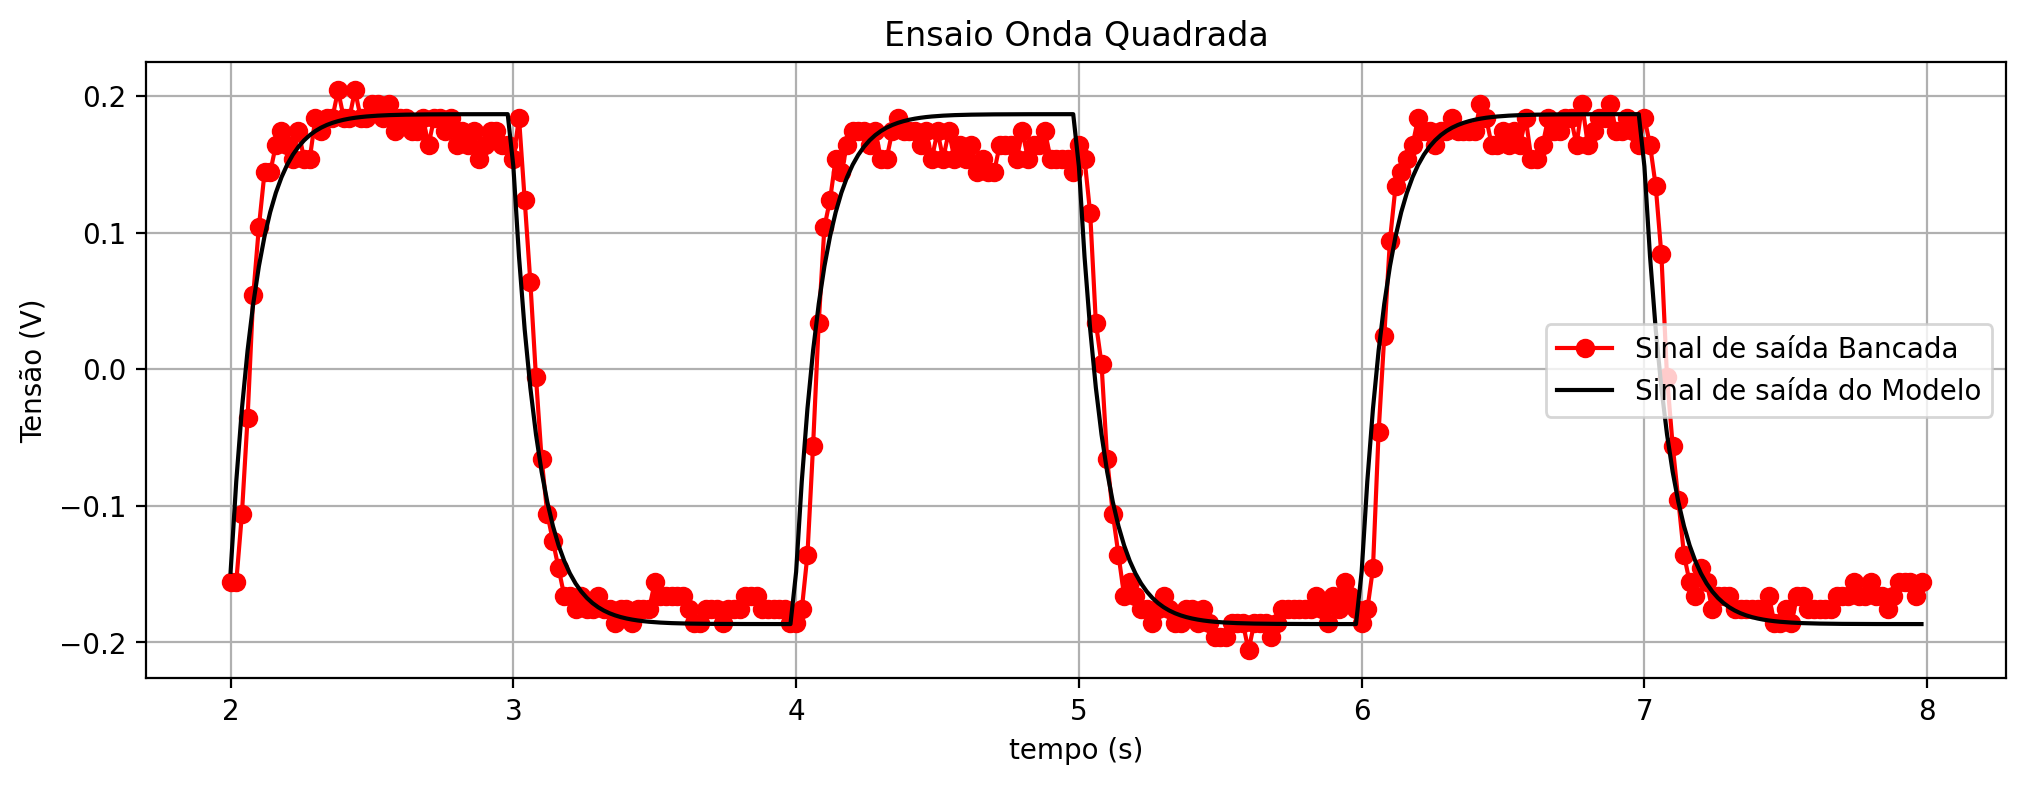 Ensaio Onda Quadrada
Tensão (V)
0.2
0.1
0.0
−0.1
−0.2
Sinal de saída Bancada
Sinal de saída do Modelo
2 3 4 5 6 7 8
tempo (s)